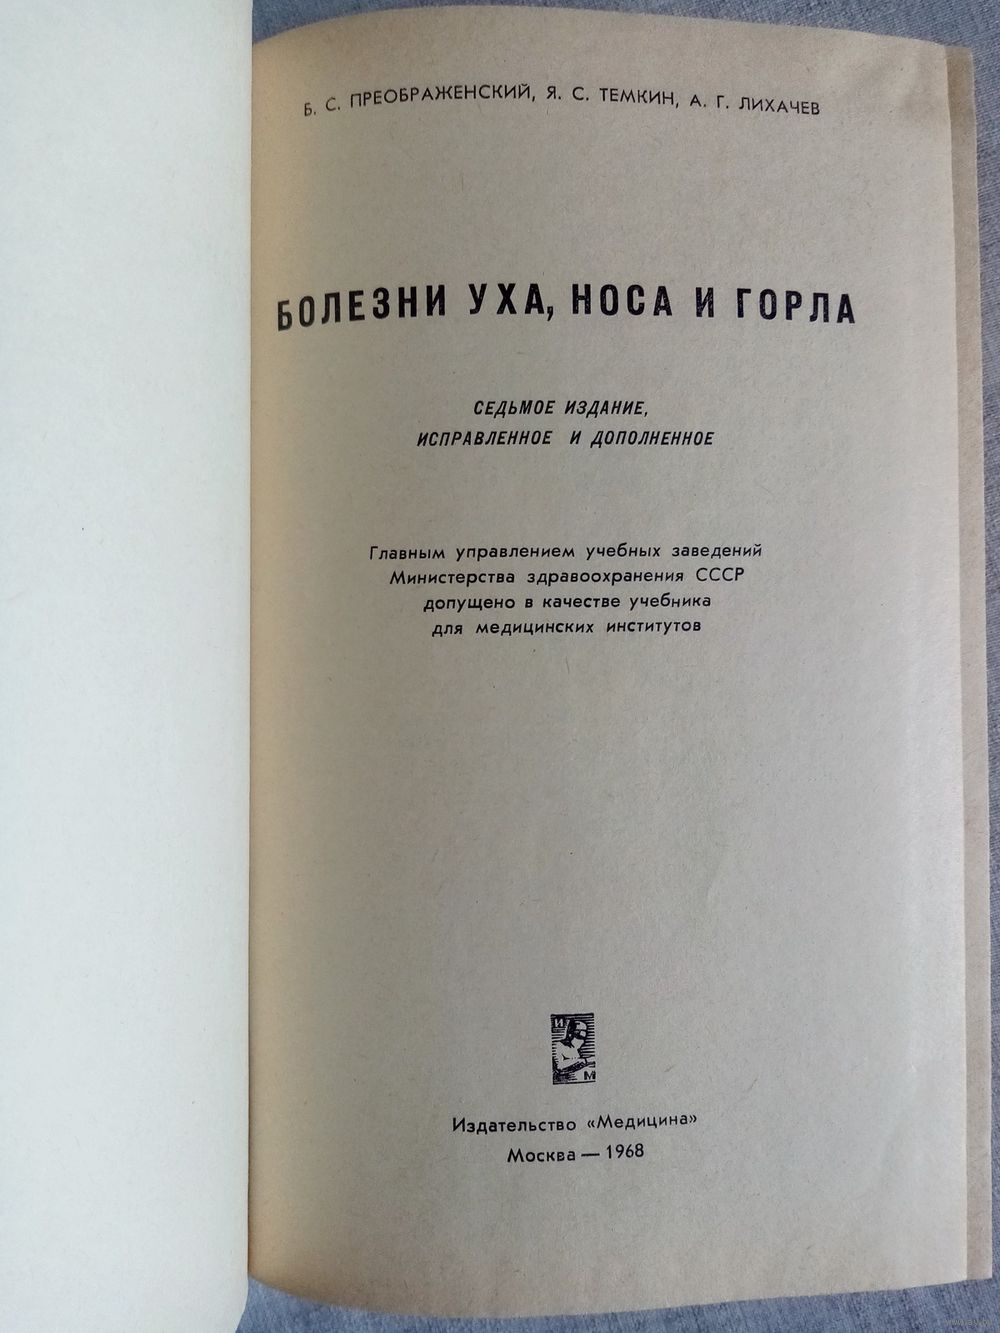 Б. С. ПРЕОБРАЖЕНСКИЙ, Я. С. ТЕМКИН, А. Г. ЛИХАЧЕВ
БОЛЕЗНИ УХА, НОСА И ГОРЛА
СЕДЬМОЕ ИЗДАНИЕ,
ИСПРАВЛЕННОЕ И ДОПОЛНЕННОЕ
Главным управлением учебных заведений
Министерства здравоохранения СССР
допущено в качестве учебника
для медицинских институтов
И
М
Издательство «Медицина»
Москва — 1968